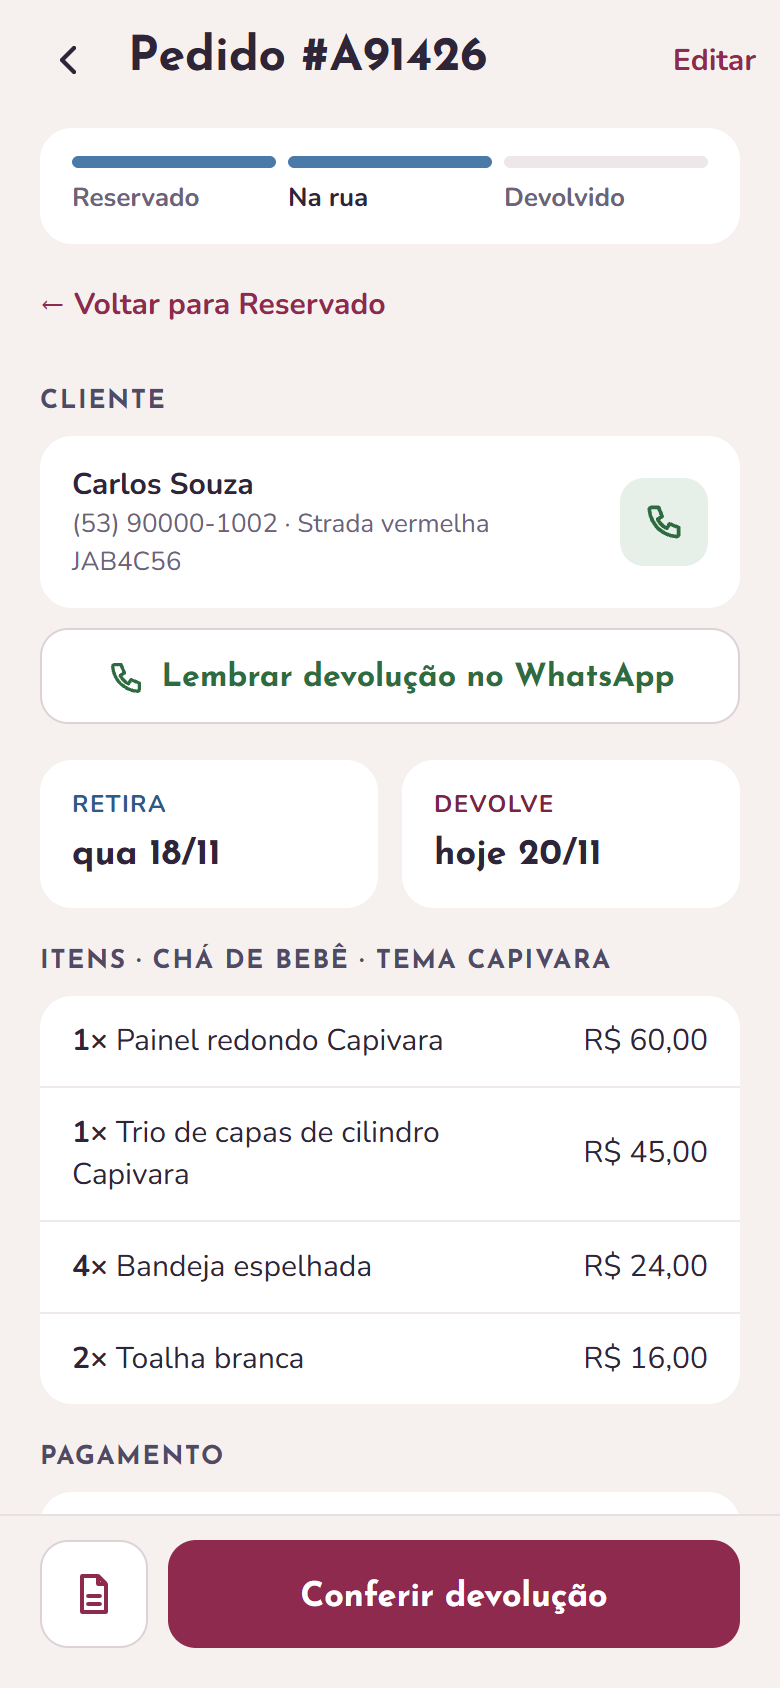 Pedido #A91426
Editar
Reservado
Na rua
Devolvido
← Voltar para Reservado
CLIENTE
Carlos Souza
(53) 90000-1002 · Strada vermelha
JAB4C56
Lembrar devolução no WhatsApp
RETIRA
qua 18/11
DEVOLVE
hoje 20/11
ITENS · CHÁ DE BEBÊ · TEMA CAPIVARA
1× Painel redondo Capivara
R$ 60,00
1× Trio de capas de cilindro
Capivara
R$ 45,00
4× Bandeja espelhada
R$ 24,00
2× Toalha branca
R$ 16,00
PAGAMENTO
Conferir devolução